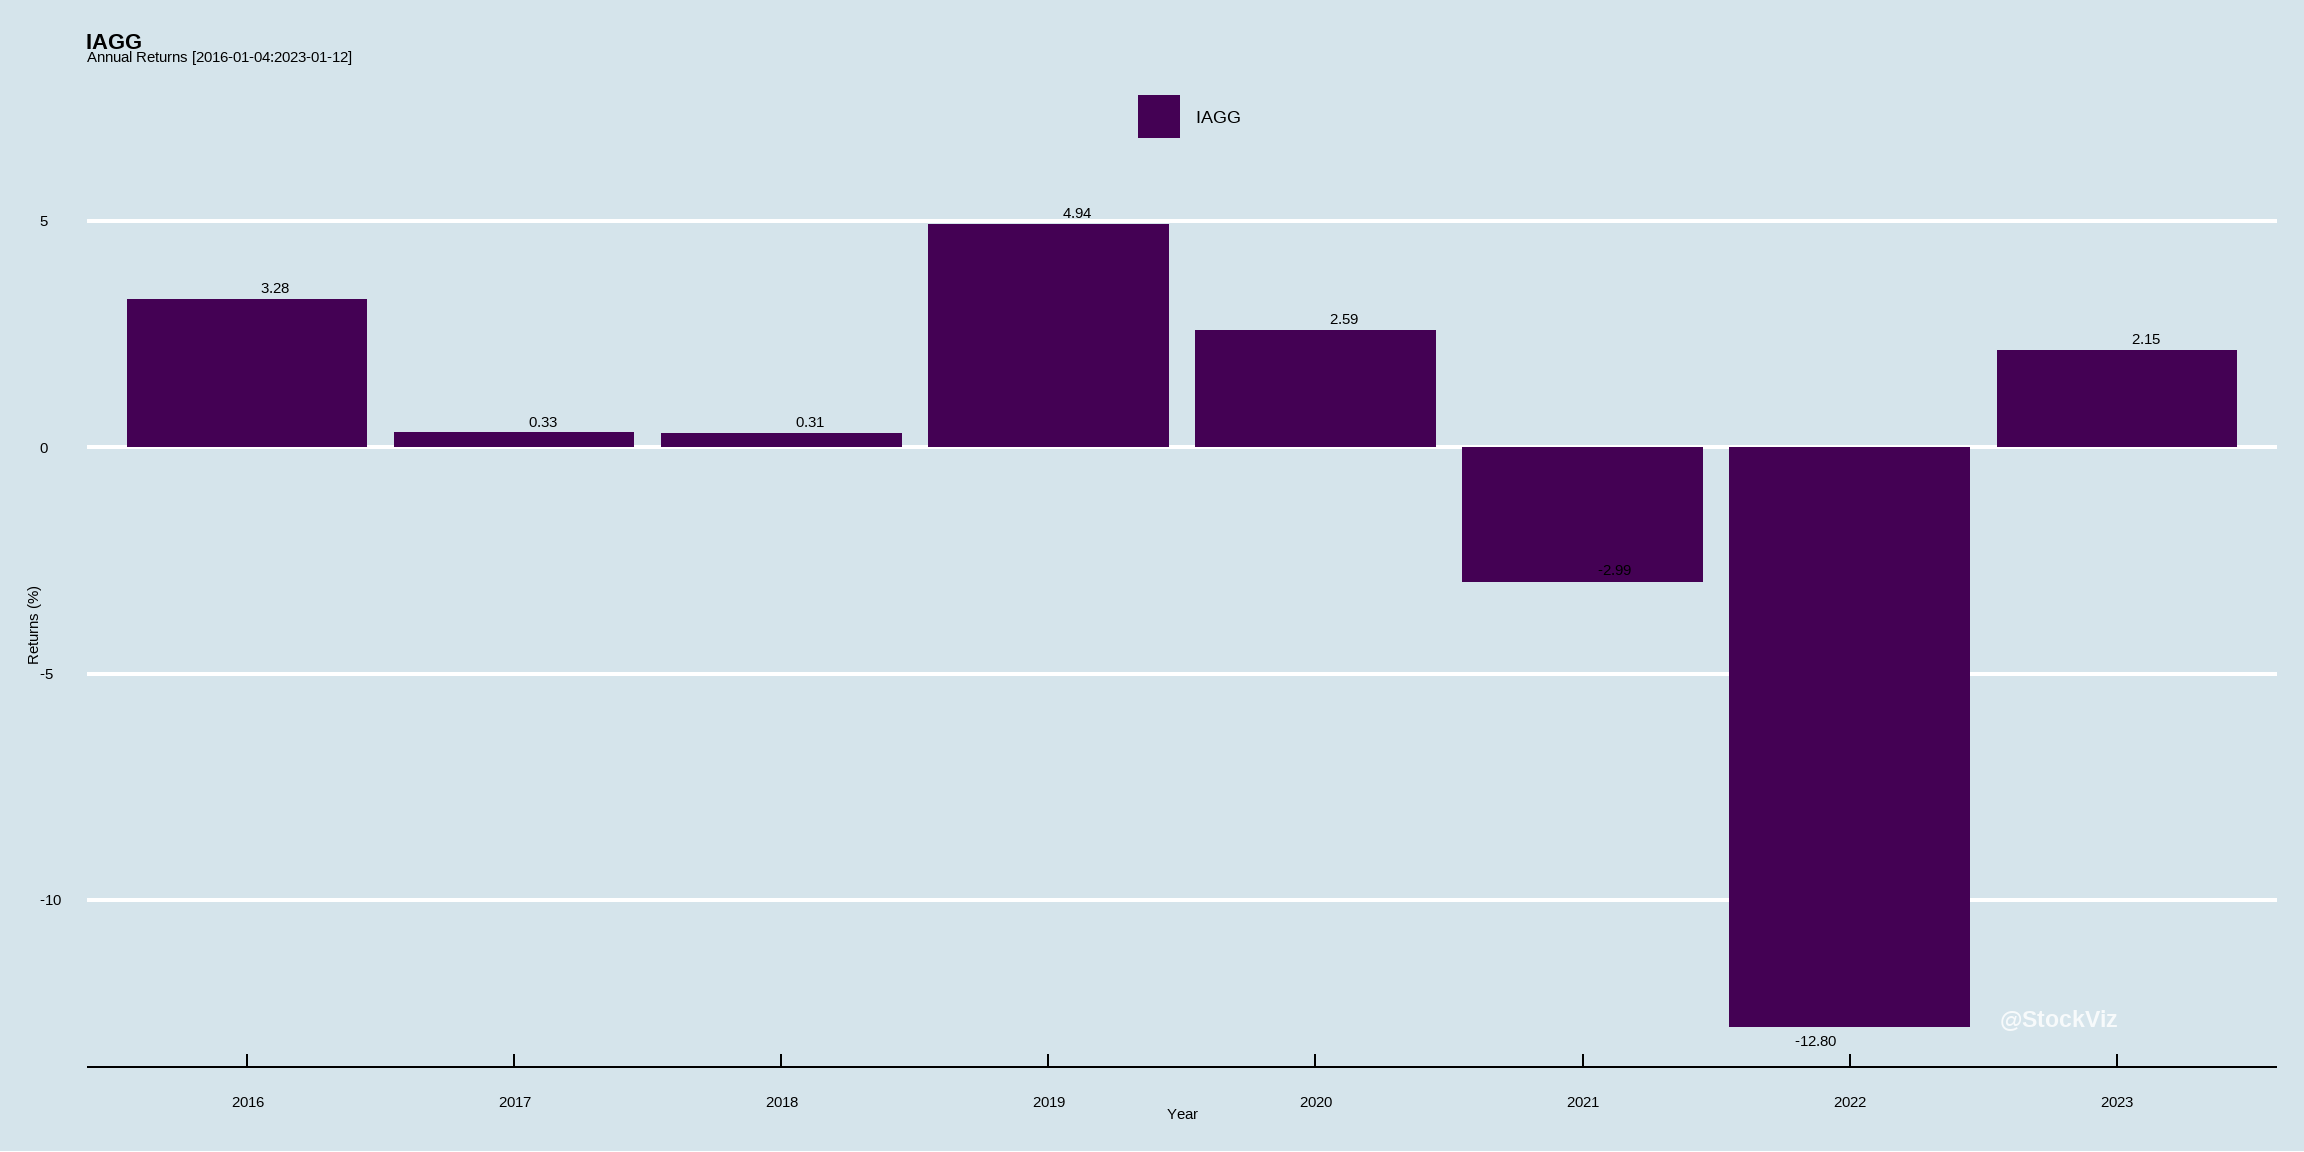 IAGG
Annual Returns [2016-01-04:2023-01-12]
IAGG
5
4.94
3.28
2.59
2.15
0.33
0.31
0
-2.99
Returns (%)
-5
-10
@StockViz
-12.80
2016 2017 2018 2019 2020 2021 2022 2023
Year